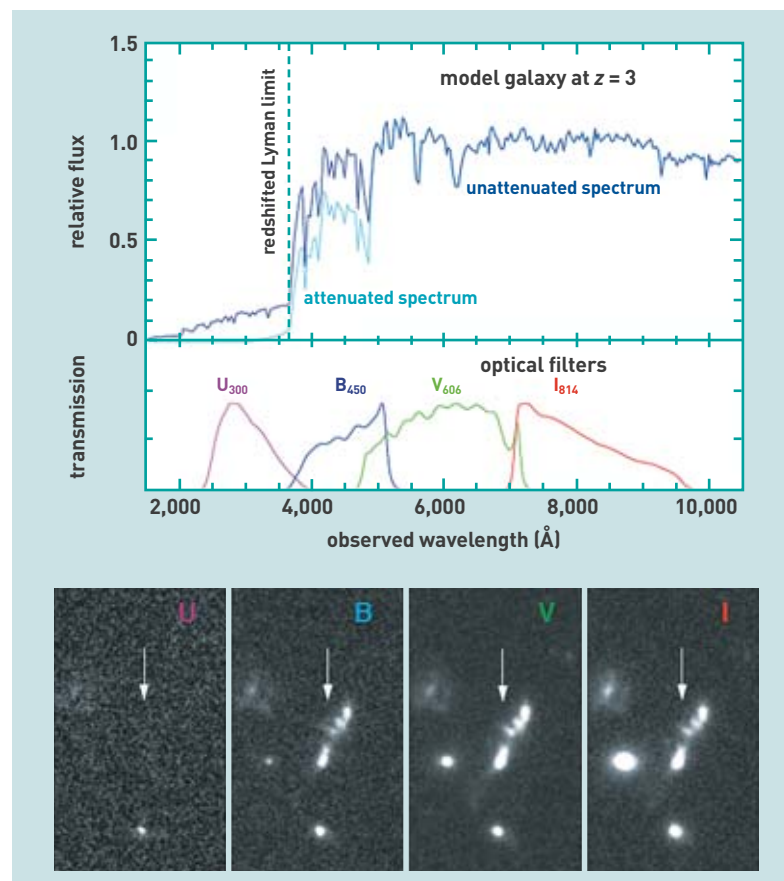 1.5
model galaxy at z = 3
redshifted Lyman limit
relative flux
1.0
unattenuated spectrum
0.5
attenuated spectrum
0
optical filters
transmission
U300
B450
V606
I814
2,000 4,000 6,000 8,000 10,000
observed wavelength (Å)
U B V I